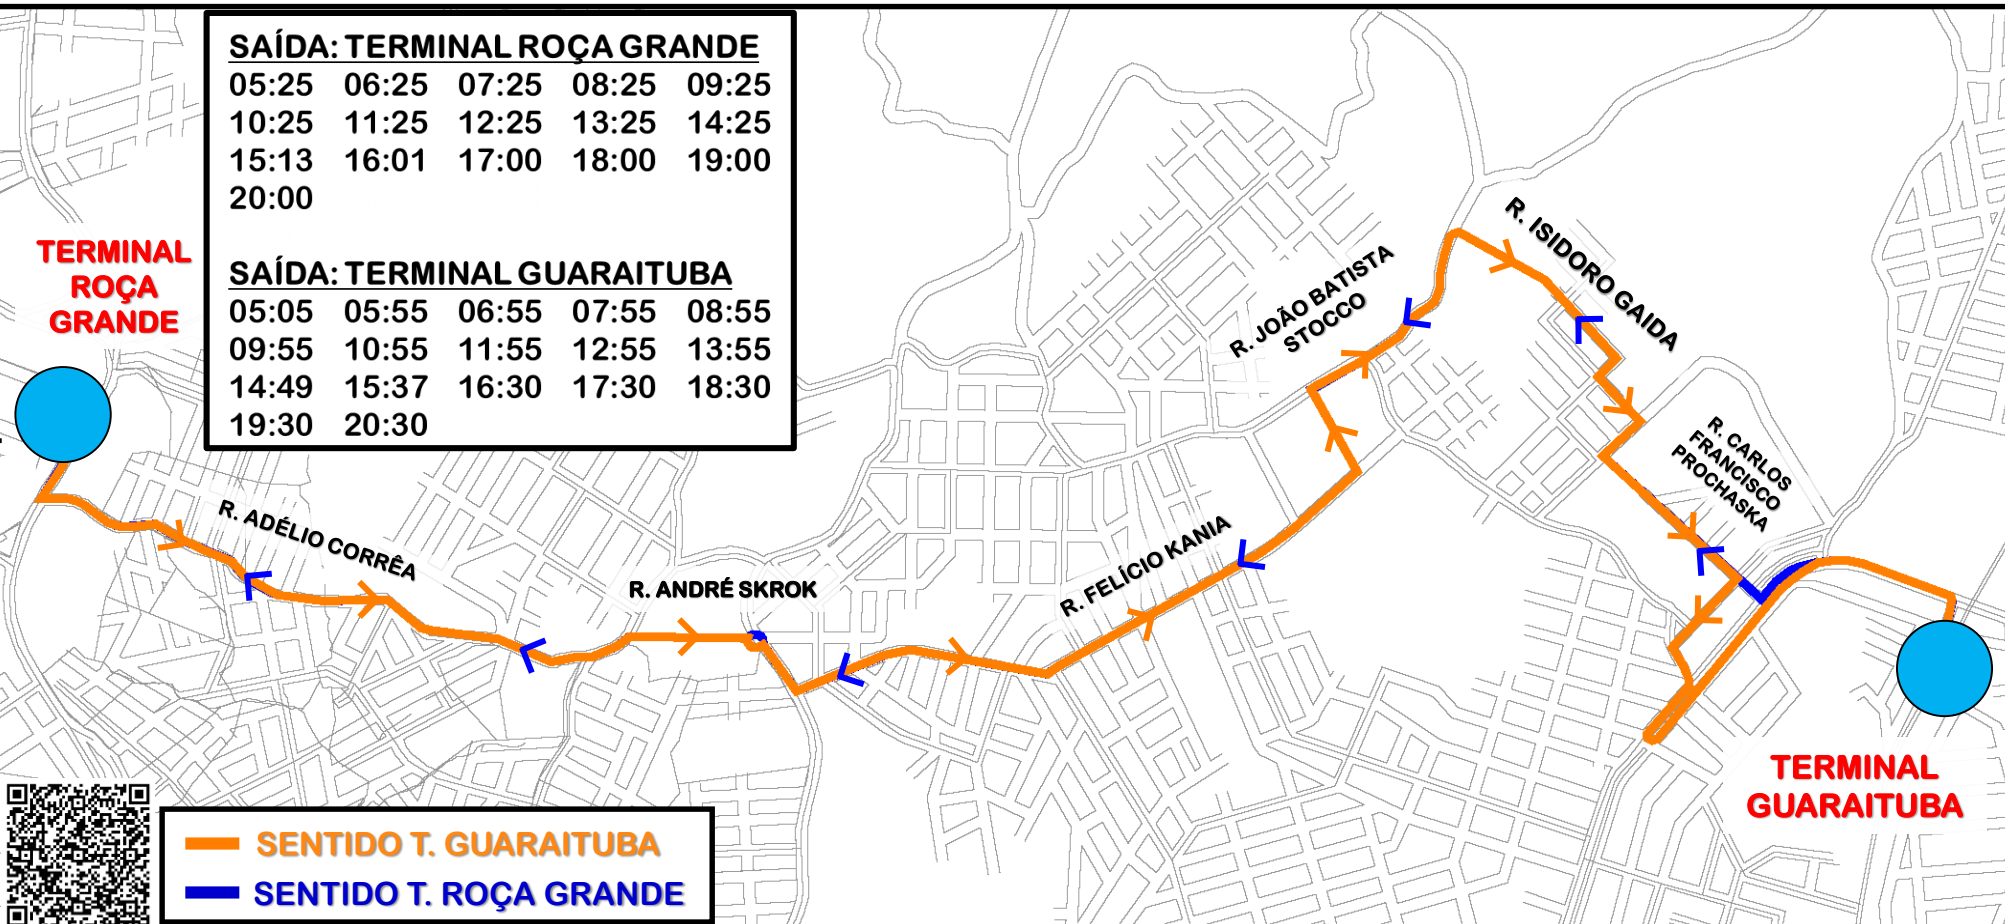 SAÍDA: TERMINAL ROÇA GRANDE
05:25 06:25 07:25 08:25 09:25
10:25 11:25 12:25 13:25 14:25
15:13 16:01 17:00 18:00 19:00
20:00
SAÍDA: TERMINAL GUARAITUBA
05:05 05:55 06:55 07:55 08:55
09:55 10:55 11:55 12:55 13:55
14:49 15:37 16:30 17:30 18:30
19:30 20:30
TERMINAL
ROÇA
GRANDE
R. ADÉLIO CORRÊA
R. ANDRÉ SKROK
R. FELÍCIO KANIA
R. JOÃO BATISTA
STOCCO
R. ISIDORO GAIDA
R. CARLOS
FRANCISCO
PROCHASKA
TERMINAL
GUARAITUBA
SENTIDO T. GUARAITUBA
SENTIDO T. ROÇA GRANDE